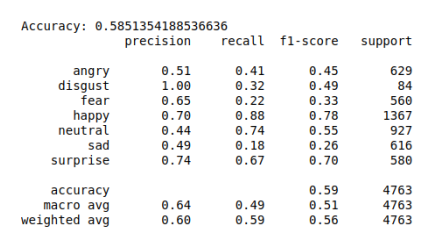 Accuracy: 0.5851354188536636
precision recall f1-score support
angry 0.51 0.41 0.45 629
disgust 1.00 0.32 0.49 84
fear 0.65 0.22 0.33 560
happy 0.70 0.88 0.78 1367
neutral 0.44 0.74 0.55 927
sad 0.49 0.18 0.26 616
surprise 0.74 0.67 0.70 580
accuracy 0.59 4763
macro avg 0.64 0.49 0.51 4763
weighted avg 0.60 0.59 0.56 4763